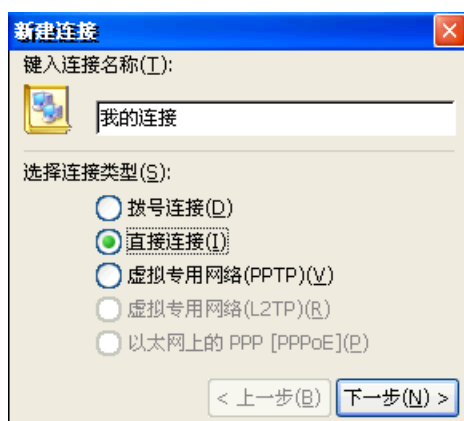 新建连接
键入连接名称(T):
我的连接
选择连接类型(S):
拨号连接(D)
直接连接(I)
虚拟专用网络(PPTP)(V)
虚拟专用网络(L2TP)(R)
以太网上的 PPP [PPPoE](P)
< 上一步(B) 下一步(N) >